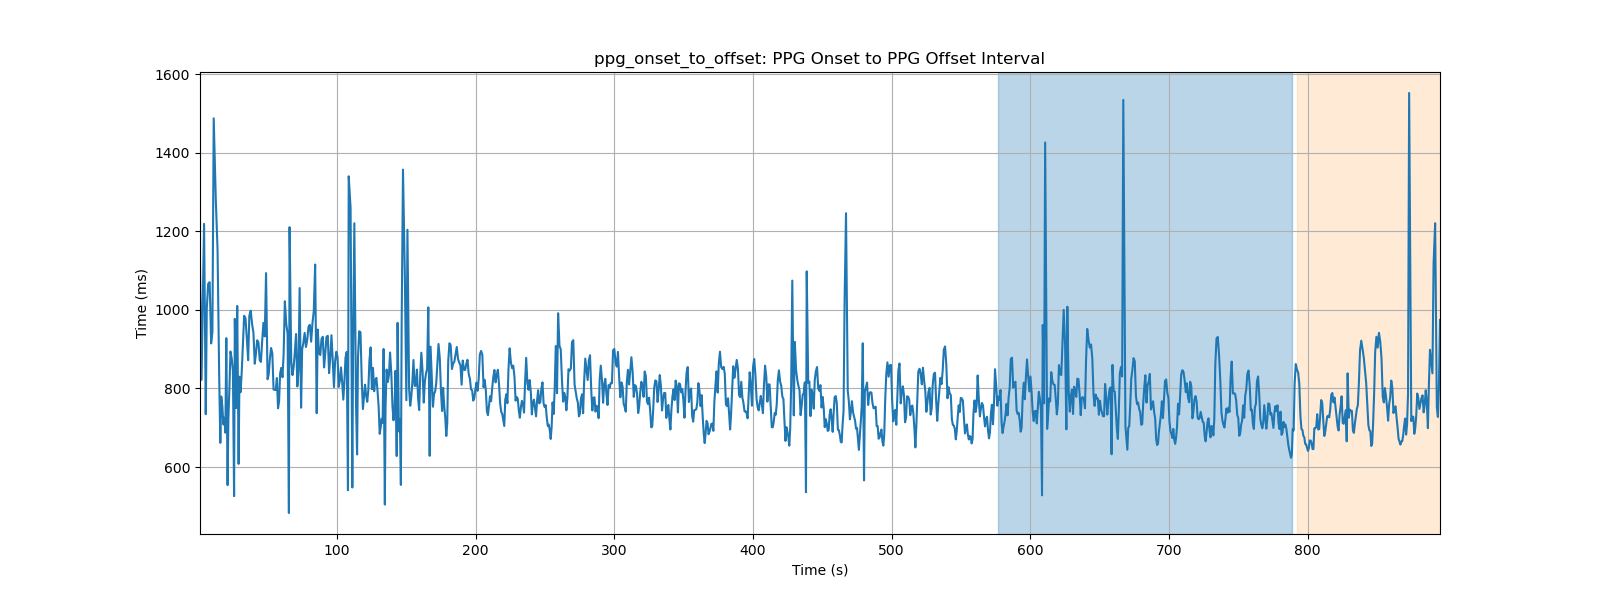 ppg_onset_to_offset: PPG Onset to PPG Offset Interval
1600
1400
1200
1000
800
600
Time (ms)
100 200 300 400 500 600 700 800
Time (s)